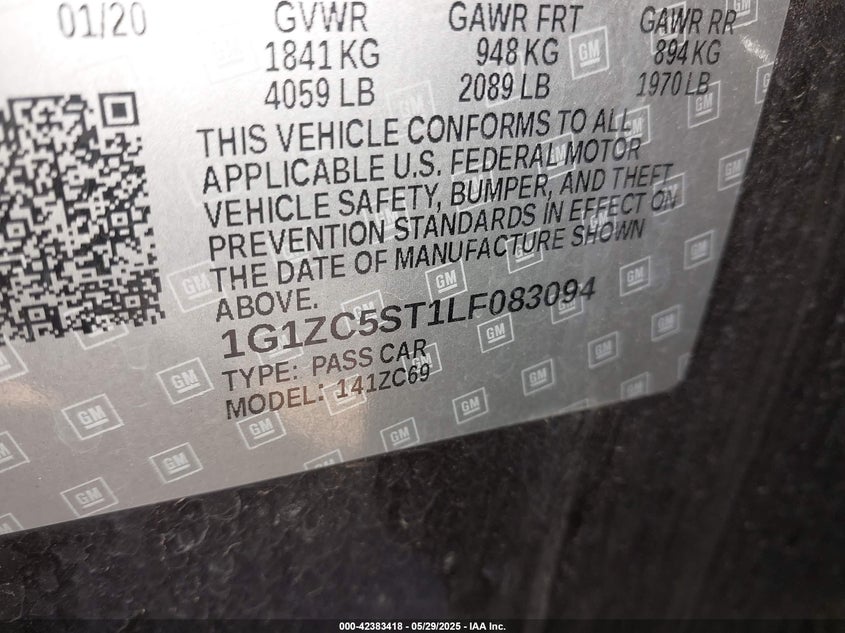 01/20 GVWR GAWR FRT GAWR RR
1841 KG 948 KG 894 KG
4059 LB 2089 LB 1970 LB
THIS VEHICLE CONFORMS TO ALL
APPLICABLE U.S. FEDERAL MOTOR
VEHICLE SAFETY, BUMPER, AND THEFT
PREVENTION STANDARDS IN EFFECT ON
THE DATE OF MANUFACTURE SHOWN
ABOVE.
1G1ZC5ST1LF083094
TYPE: PASS CAR
MODEL: 141ZC69
GM
000-42383418 - 05/29/2025 - IAA Inc.